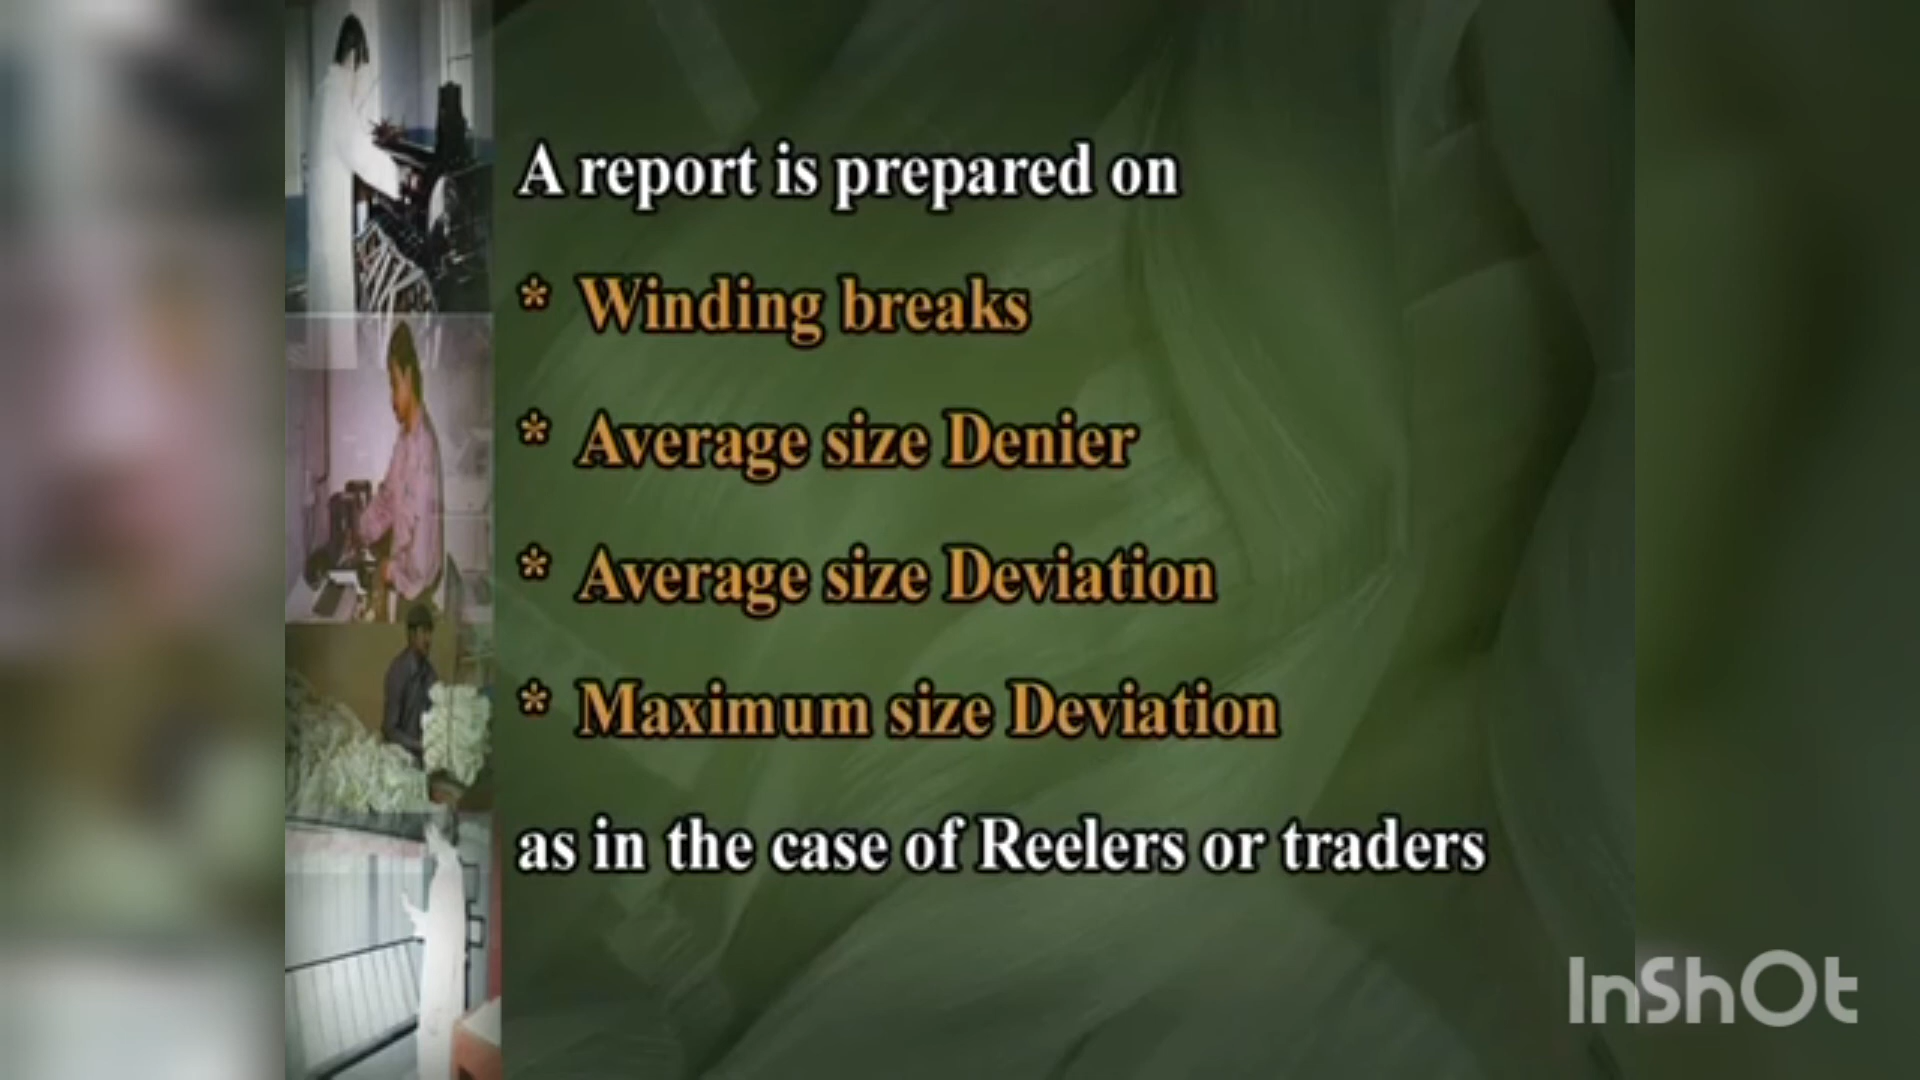 A report is prepared on
* Winding breaks
* Average size Denier
* Average size Deviation
* Maximum size Deviation
as in the case of Reelers or traders
InShOt